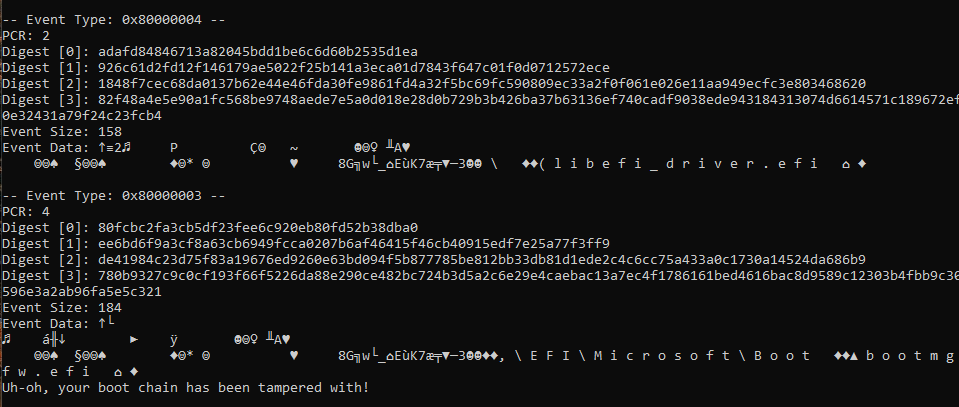 -- Event Type: 0x80000004 --
PCR: 2
Digest [0]: adafd84846713a82045bdd1be6c6d60b2535d1ea
Digest [1]: 926c61d2fd12f146179ae5022f25b141a3eca01d7843f647c01f0d0712572ece
Digest [2]: 1848f7cec68da0137b62e44e46fda30fe9861fd4a32f5bc69fc590809ec33a2f0f061e026e11aa949ecfc3e803468620
Digest [3]: 82f48a4e5e90a1fc568be9748aede7e5a0d018e28d0b729b3b426ba37b63136ef740cadf9038ede943184313074d6614571c189672ef
0e32431a79f24c23fcb4
Event Size: 158
Event Data: ↑≡2♬ P ÇΘ ~ ☻☺♀ ╨A♥
☺☺♠ §☺☺♠ ♦☺* ☺ ♥ 8G╗w└_⌂EùK7æ╤▼─3☻☻ \ ♦♦( l i b e f i _ d r i v e r . e f i ⌂ ♦
-- Event Type: 0x80000003 --
PCR: 4
Digest [0]: 80fcbc2fa3cb5df23fee6c920eb80fd52b38dba0
Digest [1]: ee6bd6f9a3cf8a63cb6949fcca0207b6af46415f46cb40915edf7e25a77f3ff9
Digest [2]: de41984c23d75f83a19676ed9260e63bd094f5b877785be812bb33db81d1ede2c4c6cc75a433a0c1730a14524da686b9
Digest [3]: 780b9327c9c0cf193f66f5226da88e290ce482bc724b3d5a2c6e29e4caebac13a7ec4f1786161bed4616bac8d9589c12303b4fbb9c30
596e3a2ab96fa5e5c321
Event Size: 184
Event Data: ↑└
♬ á╫↓ ► ÿ ☻☺♀ ╨A♥
☺☺♠ §☺☺♠ ♦☺* ☺ ♥ 8G╗w└_⌂EùK7æ╤▼─3☻☻♦♦, \ E F I \ M i c r o s o f t \ B o o t ♦♦▲ b o o t m g
f w . e f i ⌂ ♦
Uh-oh, your boot chain has been tampered with!